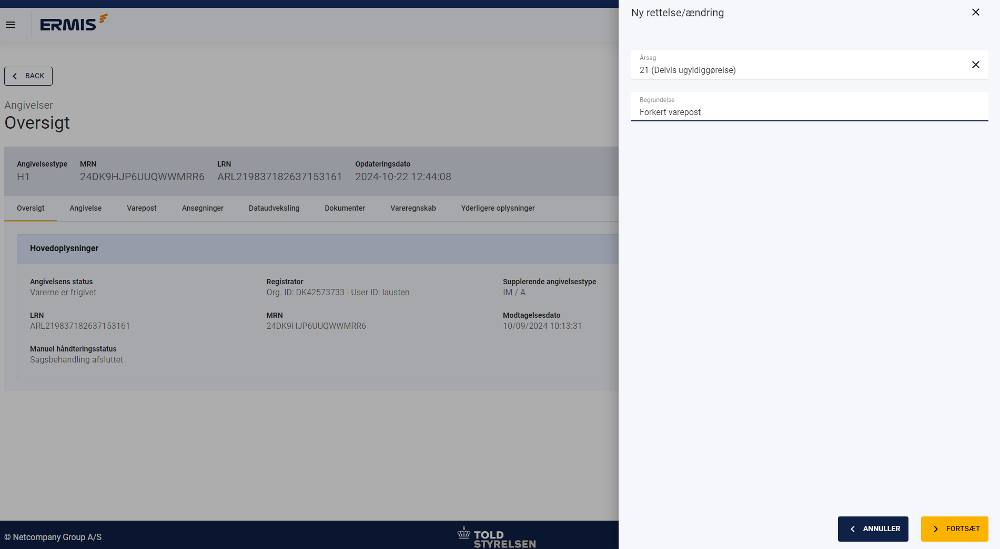 ERMIS
BACK
Angivelser
Oversigt
Angivelsestype
H1
MRN
24DK9HJP6UUQWWMRR6
LRN
ARL219837182637153161
Opdateringsdato
2024-10-22 12:44:08
Oversigt
Angivelse
Varepost
Ansøgninger
Dataudveksling
Dokumenter
Vareregnskab
Yderligere oplysninger
Hovedoplysninger
Angivelsens status
Varerne er frigivet
Registrator
Org. ID: DK42573733 - User ID: lausten
Supplerende angivelsestype
IM / A
LRN
ARL219837182637153161
MRN
24DK9HJP6UUQWWMRR6
Modtagelsesdato
10/09/2024 10:13:31
Manuel håndteringsstatus
Sagsbehandling afsluttet
© Netcompany Group A/S
TOLD
STYRELSEN
Ny rettelse/ændring
Årsag
21 (Delvis ugyldiggørelse)
Begrundelse
Forkert varepost
ANNULLER
FORTSÆT